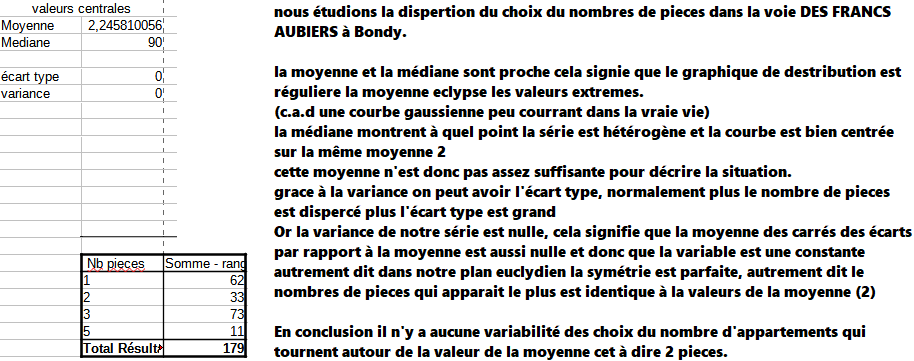 valeurs centrales
Moyenne 2,245810056
Mediane 90
écart type 0
variance 0
nous étudions la dispertion du choix du nombres de pieces dans la voie DES FRANCS
AUBIERS à Bondy.
la moyenne et la médiane sont proche cela signie que le graphique de destribution est
réguliere la moyenne eclypse les valeurs extremes.
(c.a.d une courbe gaussienne peu courrant dans la vraie vie)
la médiane montrent à quel point la série est hétérogène et la courbe est bien centrée
sur la même moyenne 2
cette moyenne n'est donc pas assez suffisante pour décrire la situation.
grace à la variance on peut avoir l'écart type, normalement plus le nombre de pieces
est dispercé plus l'écart type est grand
Or la variance de notre série est nulle, cela signifie que la moyenne des carrés des écarts
par rapport à la moyenne est aussi nulle et donc que la variable est une constante
autrement dit dans notre plan euclydien la symétrie est parfaite, autrement dit le
nombres de pieces qui apparait le plus est identique à la valeurs de la moyenne (2)
En conclusion il n'y a aucune variabilité des choix du nombre d'appartements qui
tournent autour de la valeur de la moyenne cet à dire 2 pieces.
Nb pieces Somme - rang
1 62
2 33
3 73
5 11
Total Résult 179